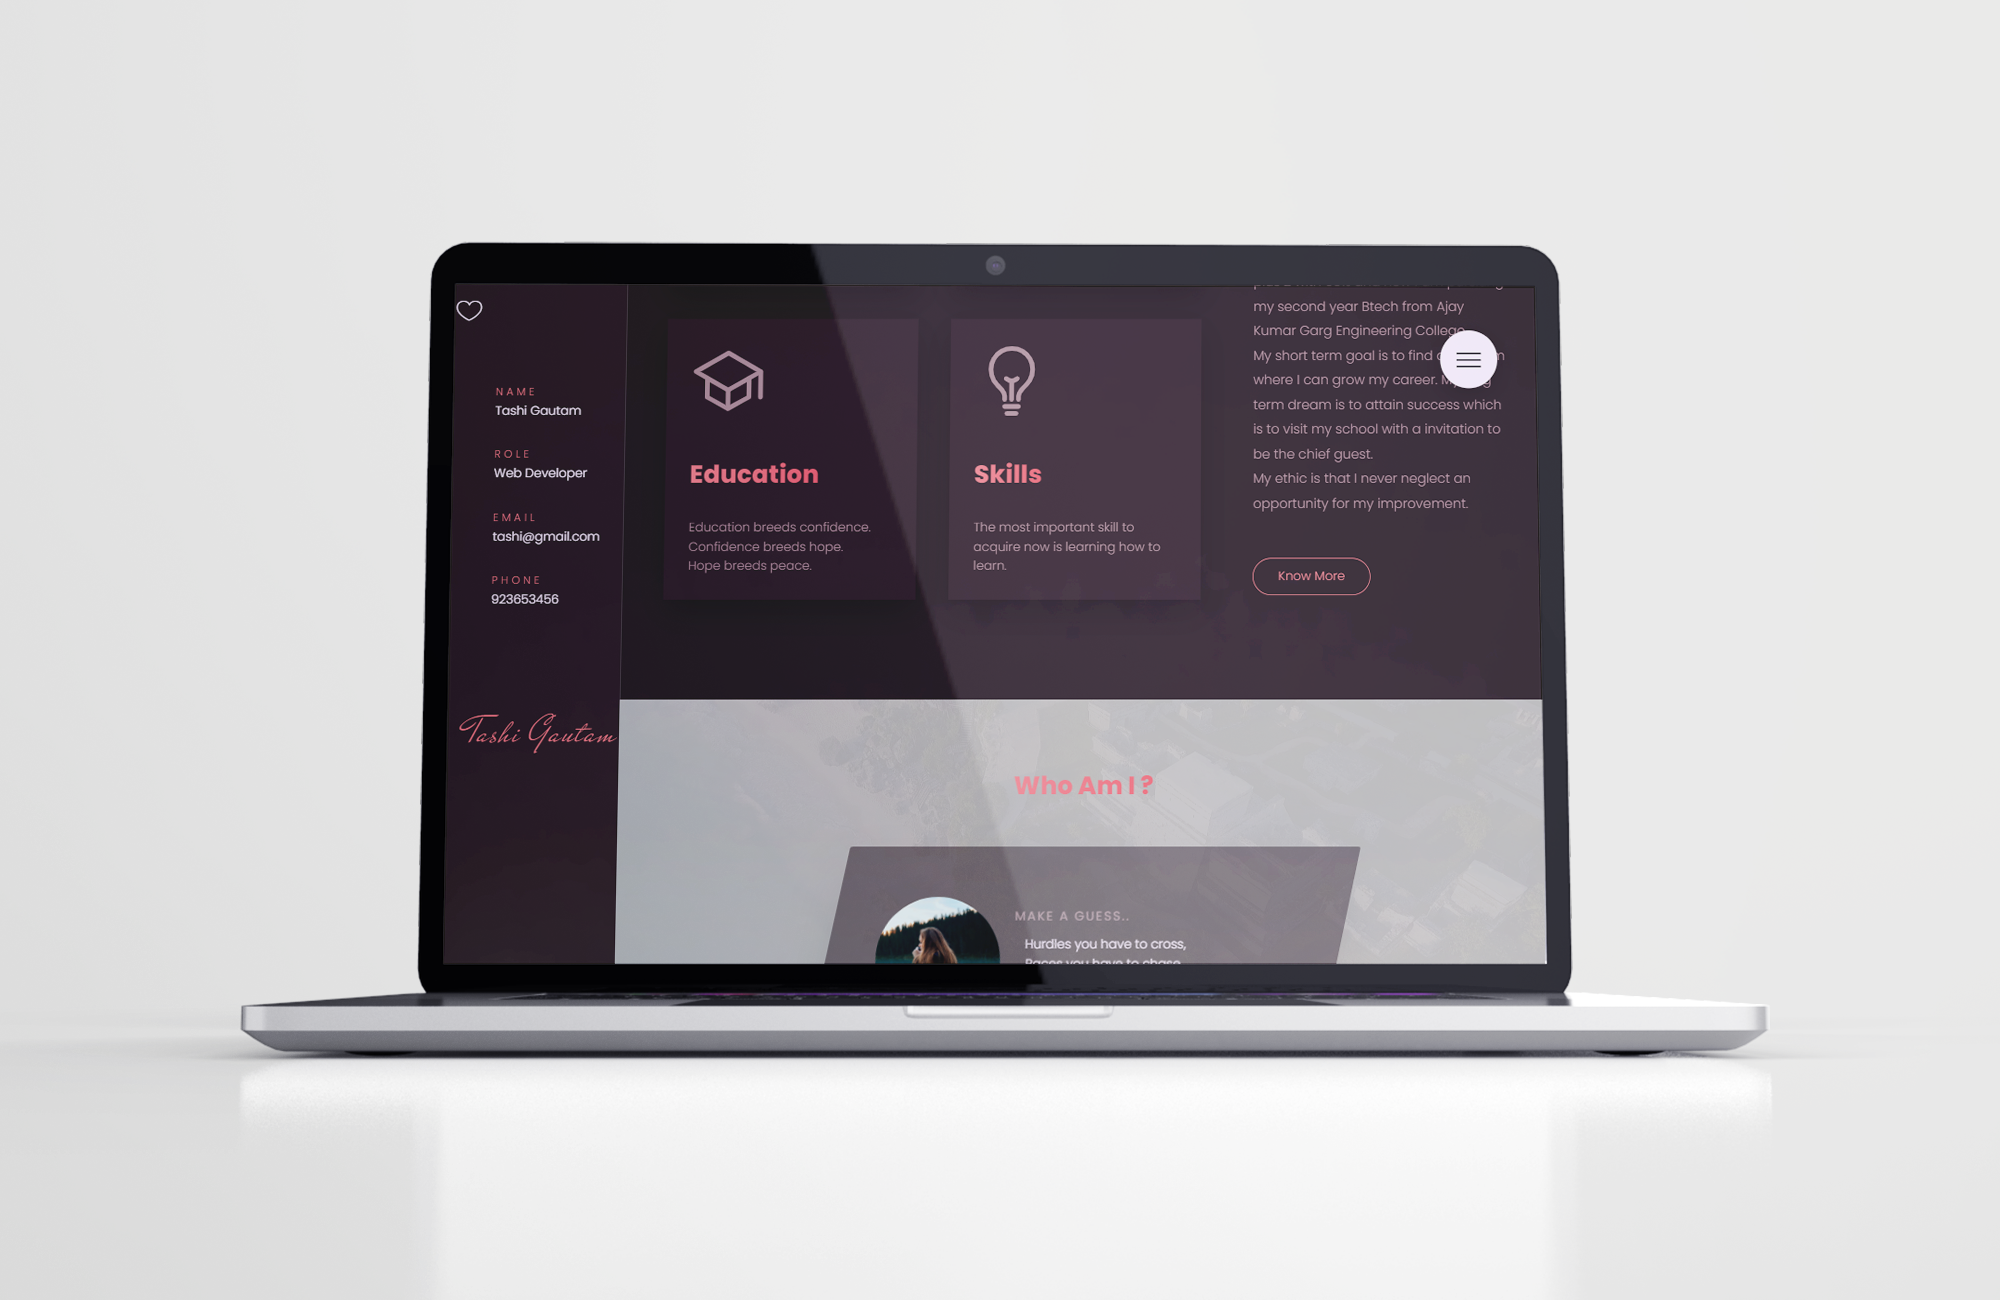 NAME
Tashi Gautam
ROLE
Web Developer
EMAIL
tashi@gmail.com
PHONE
923653456
Tashi Gautam
Education
Education breeds confidence.
Confidence breeds hope.
Hope breeds peace.
Skills
The most important skill to
acquire now is learning how to
learn.
my second year Btech from Ajay
Kumar Garg Engineering College
My short term goal is to find
where I can grow my career.
term dream is to attain success which
is to visit my school with a invitation to
be the chief guest.
My ethic is that I never neglect an
opportunity for my improvement.
Know More
Who Am I ?
MAKE A GUESS..
Hurdles you have to cross,
Races you have to chase